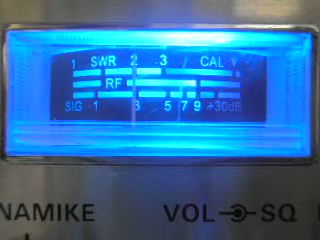 1 SWR 2 3 / CAL ▼
RF
SIG 1 3 5 7 9 +30dB
NAMIKE VOL SQ